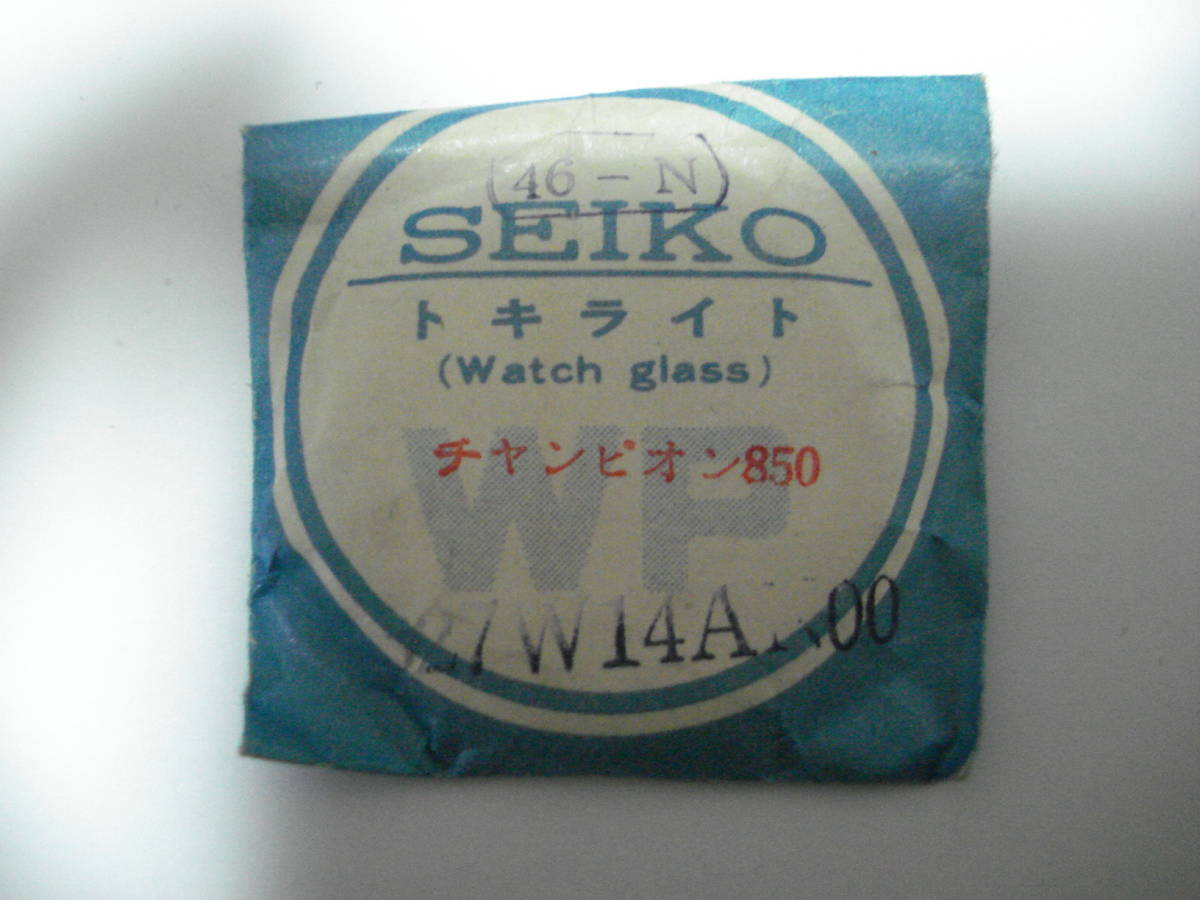 (46-N)
SEIKO
トキライト
(Watch glass)
チャンピオン850
WP